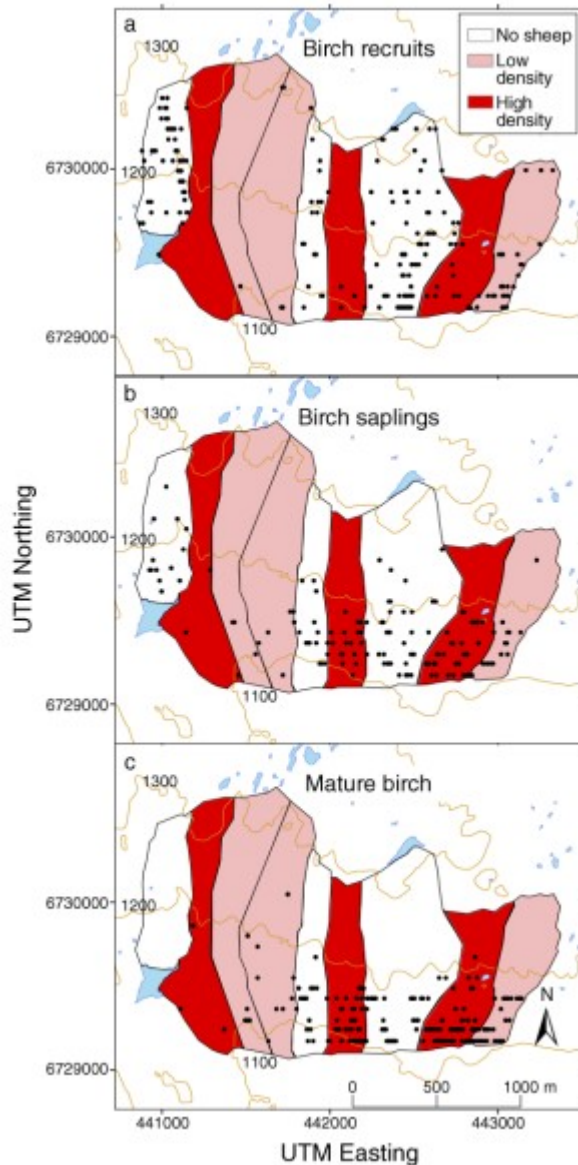 a
1300
Birch recruits
No sheep
Low
density
High
density
6730000
1200
6729000
1100
b
1300
Birch saplings
6730000
1200
6729000
1100
UTM Northing
c
1300
Mature birch
6730000
1200
N
6729000
1100
0 500 1000 m
441000 442000 443000
UTM Easting